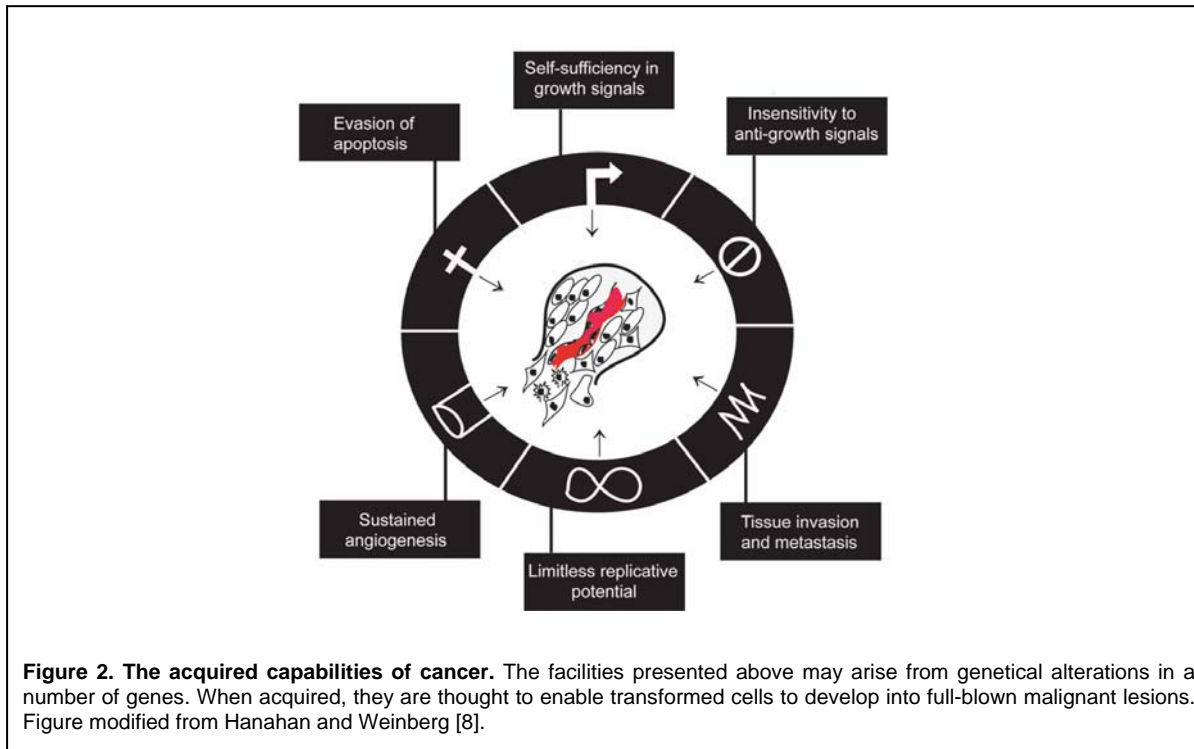 Self-sufficiency in
growth signals
Evasion of
apoptosis
Insensitivity to
anti-growth signals
Sustained
angiogenesis
Limitless replicative
potential
Tissue invasion
and metastasis
Figure 2. The acquired capabilities of cancer. The facilities presented above may arise from genetical alterations in a
number of genes. When acquired, they are thought to enable transformed cells to develop into full-blown malignant lesions.
Figure modified from Hanahan and Weinberg [8].